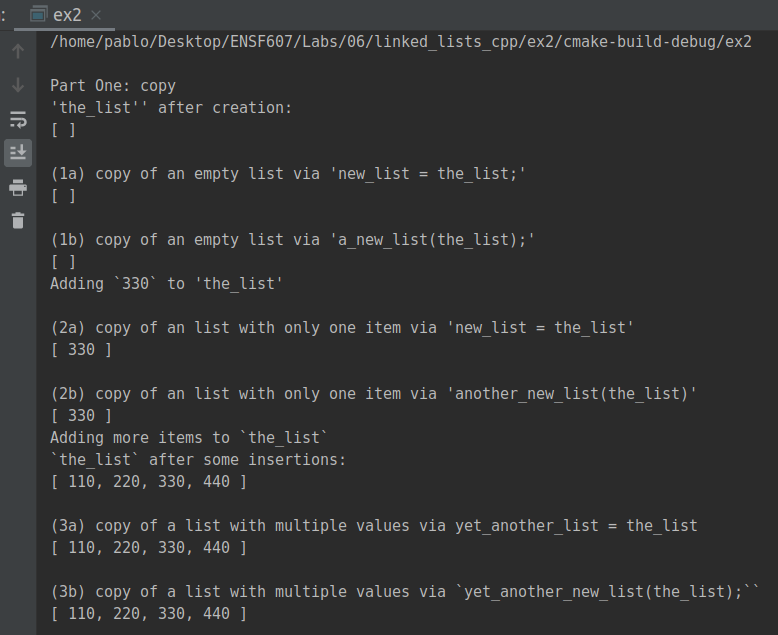 : ex2 ×
/home/pablo/Desktop/ENSF607/Labs/06/linked_lists_cpp/ex2/cmake-build-debug/ex2
Part One: copy
'the_list'' after creation:
[ ]
(1a) copy of an empty list via 'new_list = the_list;'
[ ]
(1b) copy of an empty list via 'a_new_list(the_list);'
[ ]
Adding `330` to 'the_list'
(2a) copy of an list with only one item via 'new_list = the_list'
[ 330 ]
(2b) copy of an list with only one item via 'another_new_list(the_list)'
[ 330 ]
Adding more items to `the_list`
`the_list` after some insertions:
[ 110, 220, 330, 440 ]
(3a) copy of a list with multiple values via yet_another_list = the_list
[ 110, 220, 330, 440 ]
(3b) copy of a list with multiple values via `yet_another_new_list(the_list);``
[ 110, 220, 330, 440 ]